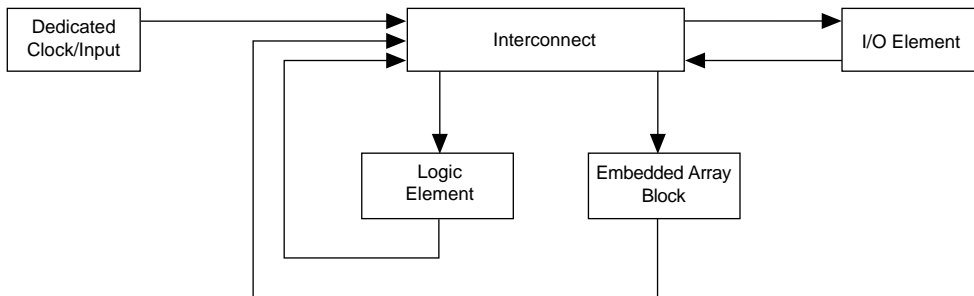 Dedicated
Clock/Input
Interconnect
I/O Element
Logic
Element
Embedded Array
Block